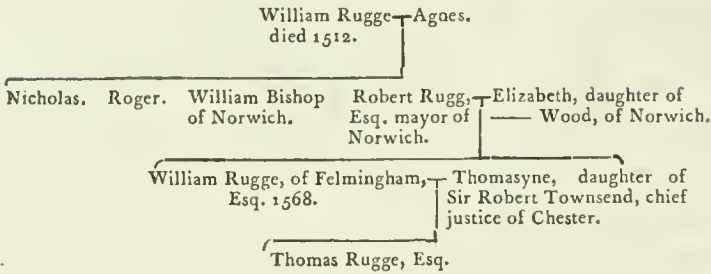 William Rugge Agnes.
died 1512.
Nicholas. Roger. William Bishop of Norwich. Robert Rugg, Esq. mayor of Norwich. Elizabeth, daughter of —— Wood, of Norwich.
William Rugge, of Felmingham, Esq. 1568. Thomasyne, daughter of Sir Robert Townsend, chief justice of Chester.
Thomas Rugge, Esq.